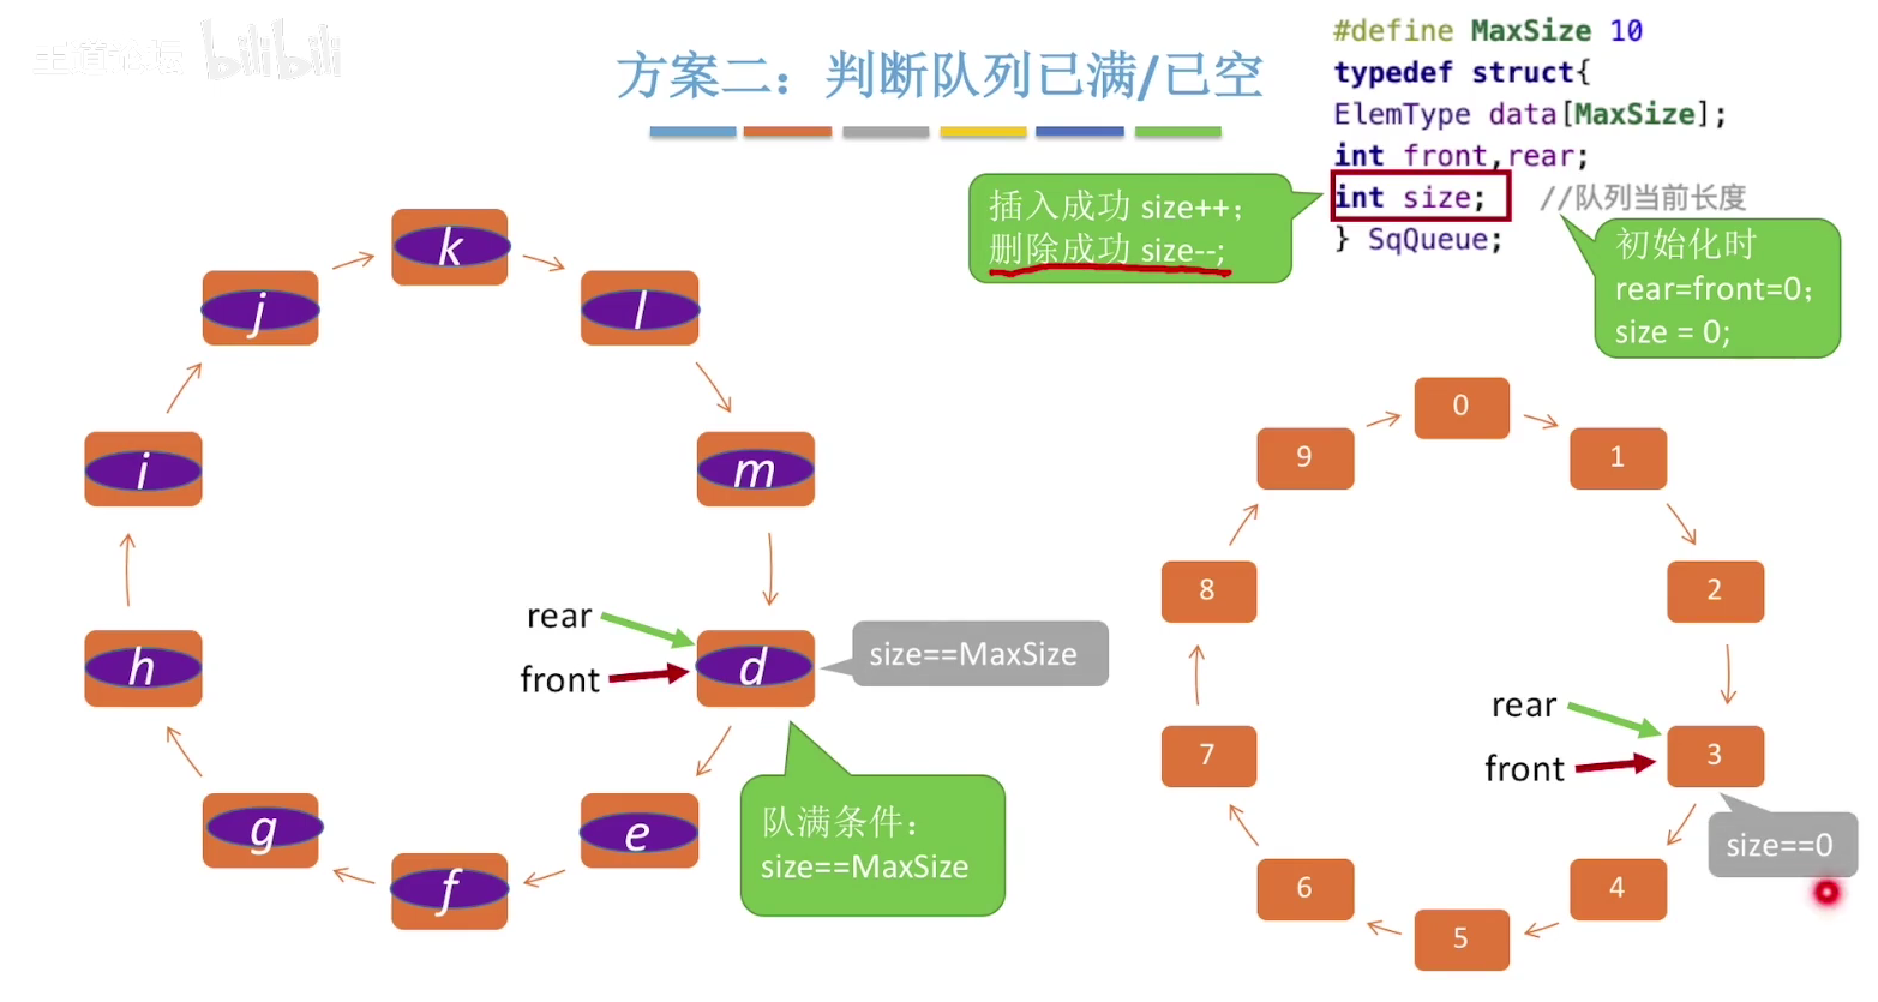 王道论坛 bilibili
方案二：判断队列已满/已空
#define MaxSize 10
typedef struct{
ElemType data[MaxSize];
int front,rear;
int size; //队列当前长度
} SqQueue;
插入成功 size++；
删除成功 size--;
初始化时
rear=front=0；
size = 0;
k
j
l
i
m
h
d
g
e
f
rear
front
size==MaxSize
队满条件：
size==MaxSize
0
9
1
8
2
7
3
6
4
5
rear
front
size==0